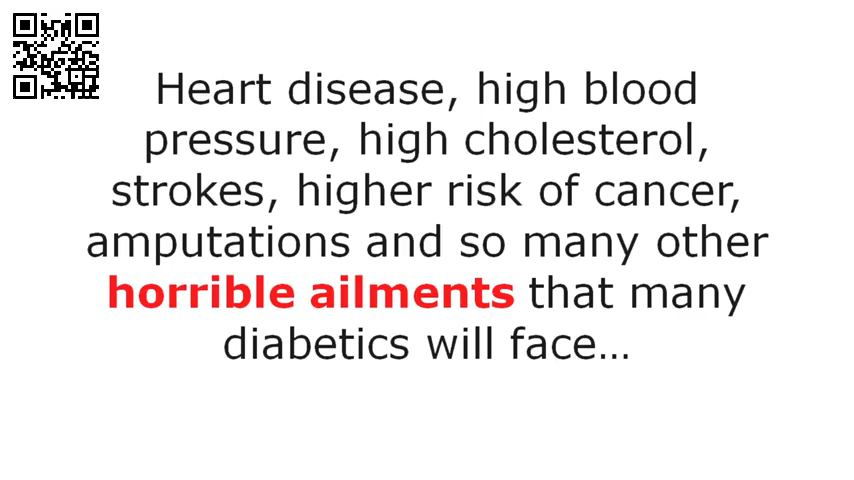 Heart disease, high blood
pressure, high cholesterol,
strokes, higher risk of cancer,
amputations and so many other
horrible ailments that many
diabetics will face...